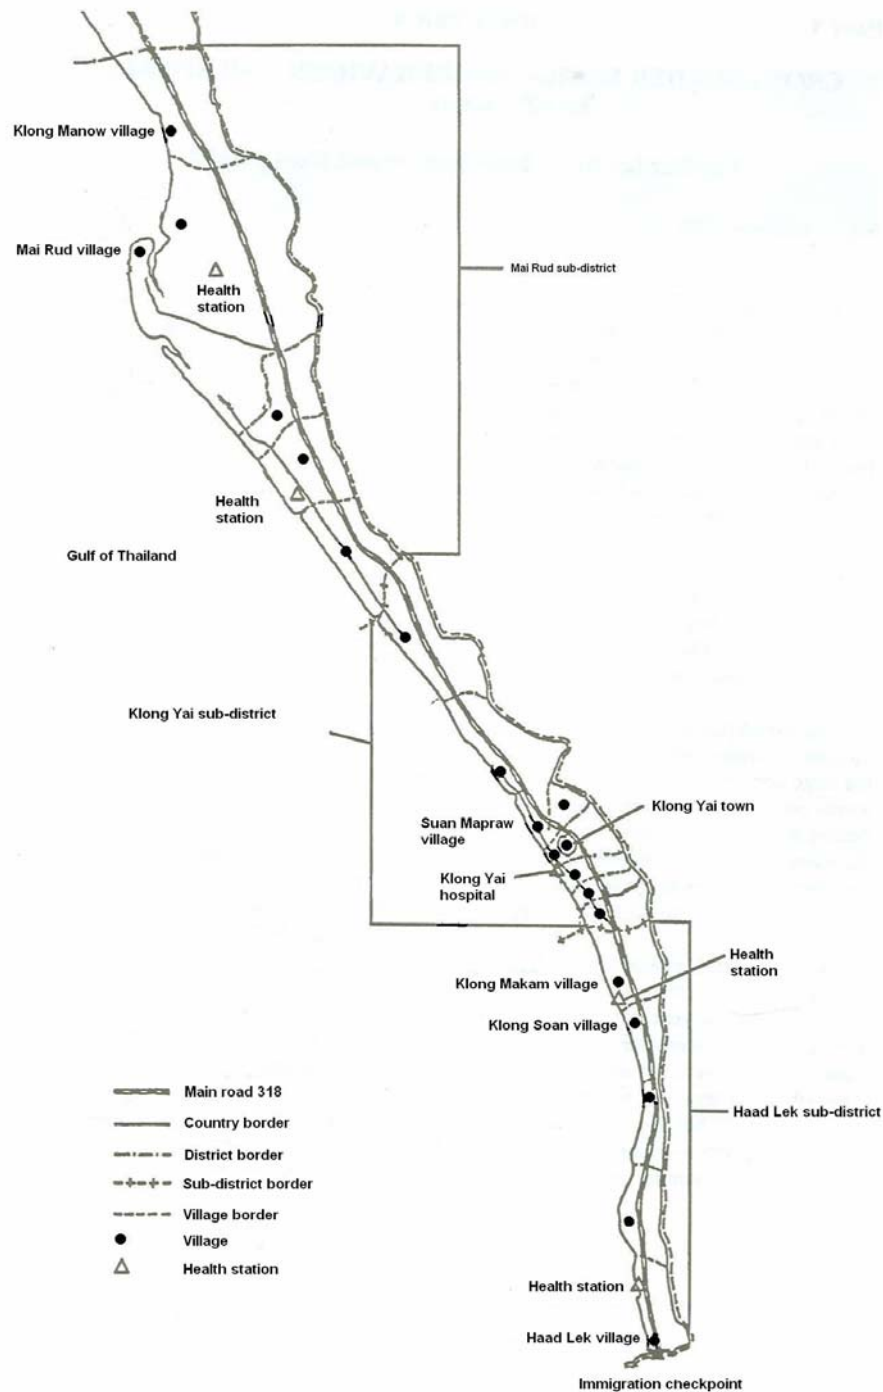 Klong Manow village
Mai Rud village
Health
station
Mai Rud sub-district
Health
station
Gulf of Thailand
Klong Yai sub-district
Klong Yai town
Suan Mapraw
village
Klong Yai
hospital
Health
station
Klong Makam village
Klong Soan village
Main road 318
Country border
District border
Sub-district border
Village border
Village
Health station
Haad Lek sub-district
Health station
Haad Lek village
Immigration checkpoint